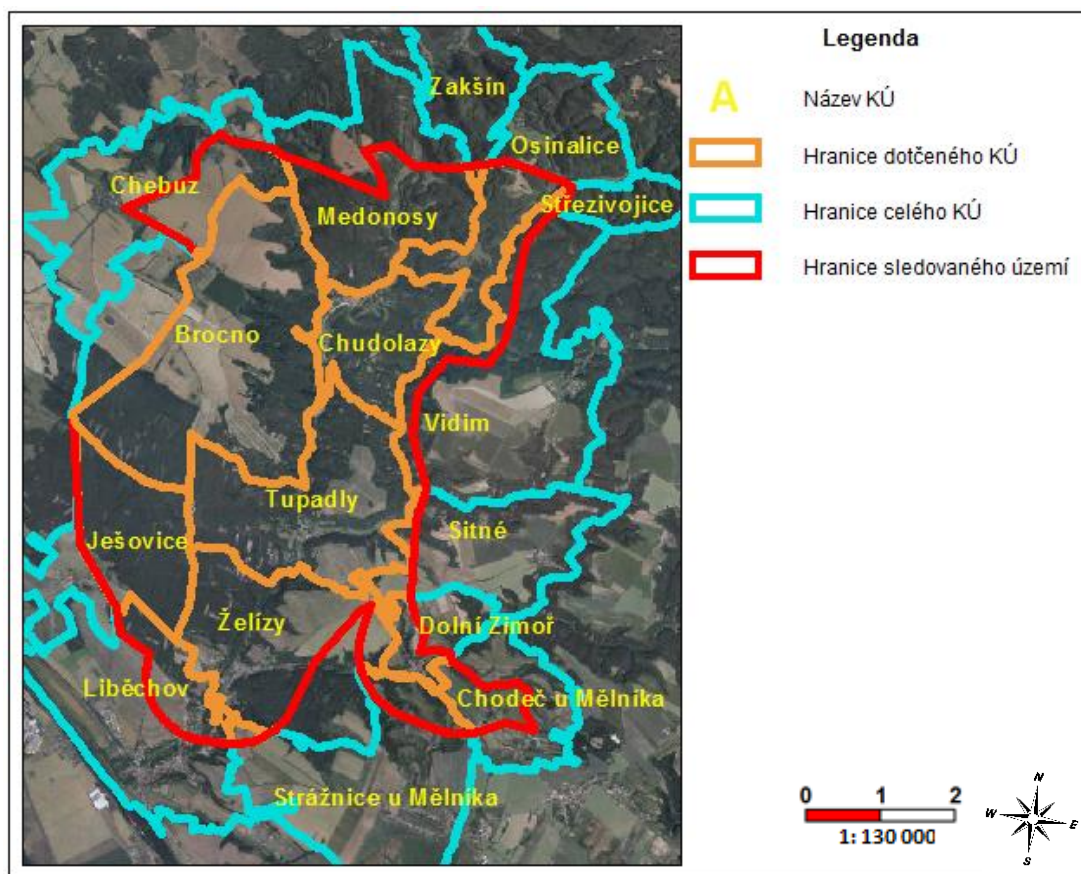 Zakšín
Osinalice
Chebuz
Střezivojice
Medonosy
Brocno
Chudolazy
Vidim
Tupadly
Sitné
Ješovice
Želízy
Dolní Zimoř
Liběchov
Chodeč u Mělníka
Strážnice u Mělníka
Legenda
A Název KÚ
Hranice dotčeného KÚ
Hranice celého KÚ
Hranice sledovaného území
0 1 2
1: 130 000
N
W E
S